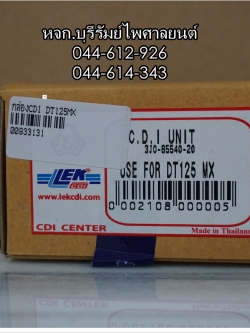 หจก.บุรีรัมย์ไพศาลยนต์
044-612-926
044-614-343
กล่องCDI DT125MX
00933131
C.D.I UNIT
3J0-85540-20
USE FOR DT125 MX
0 002108 000005
LEK
CDI
www.lekcdi.com
Made in Thailand
CDI CENTER